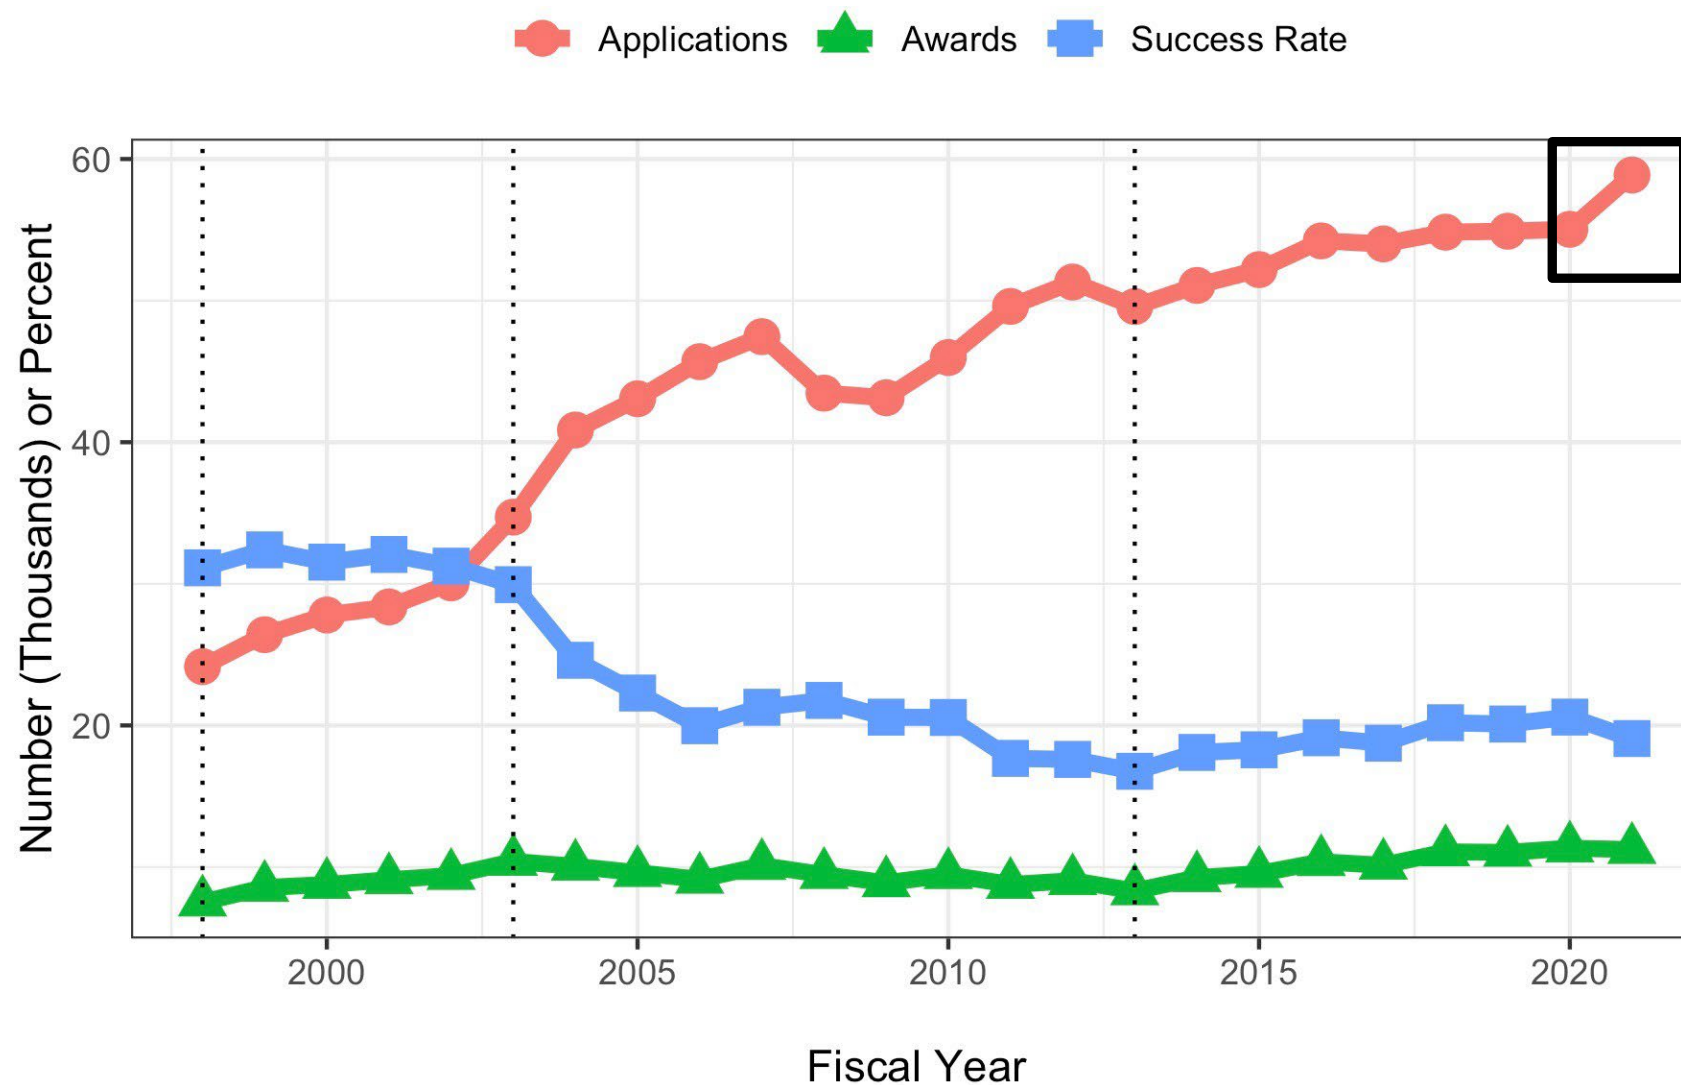 Applications Awards Success Rate
60
40
20
Number (Thousands) or Percent
2000 2005 2010 2015 2020
Fiscal Year